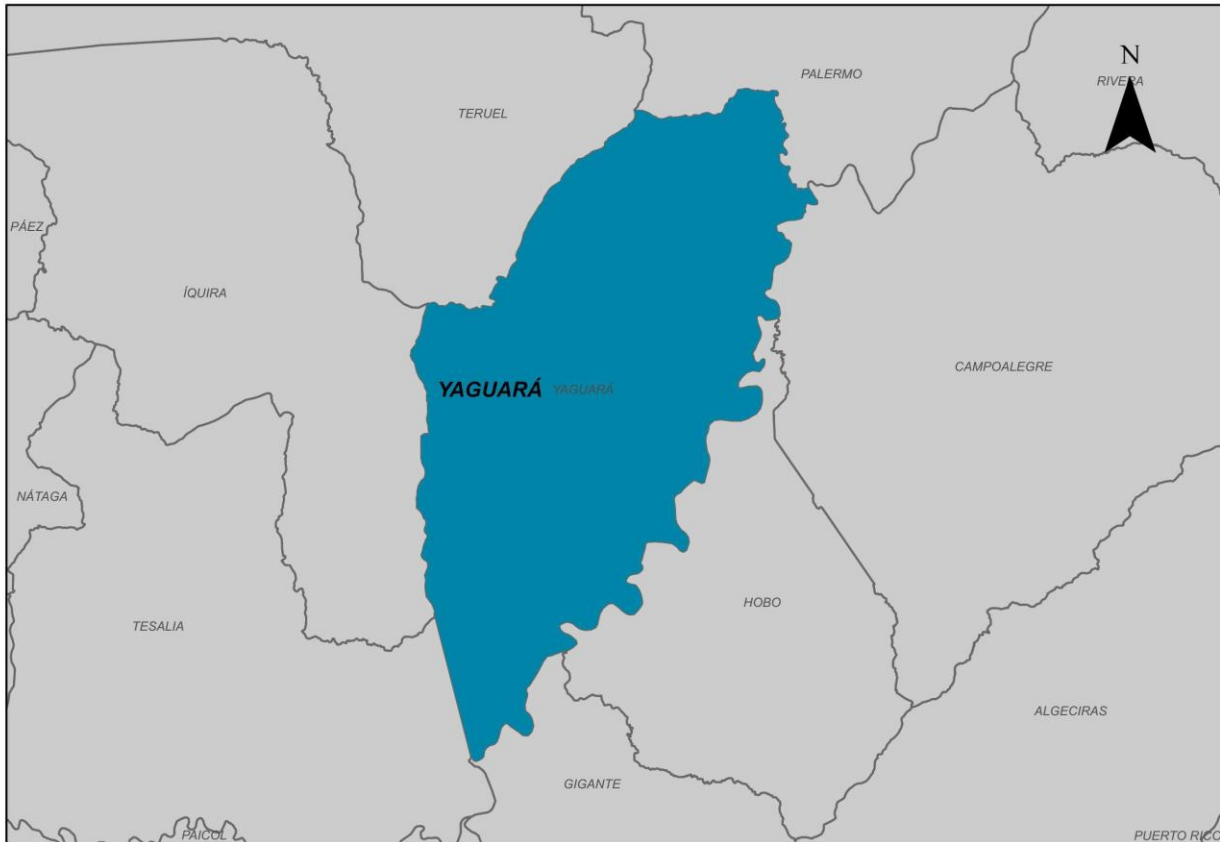 N
PALERMO
RIVERA
TERUEL
PÁEZ
ÍQUIRA
CAMPOALEGRE
YAGUARÁ YAGUARÁ
NÁTAGA
HOBO
TESALIA
ALGECIRAS
GIGANTE
PAICOL
PUERTO RICO